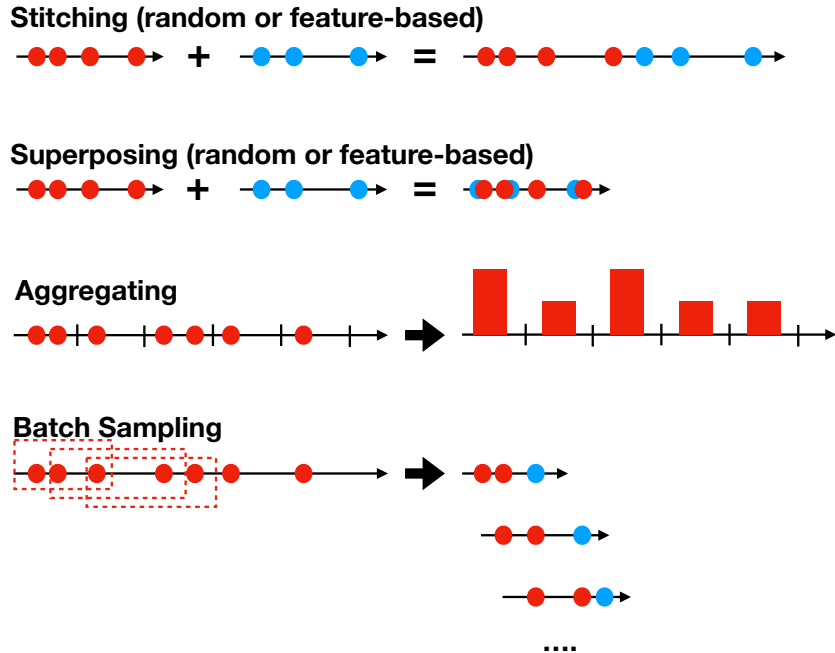 Stitching (random or feature-based)
+ =
Superposing (random or feature-based)
+ =
Aggregating
Batch Sampling
....